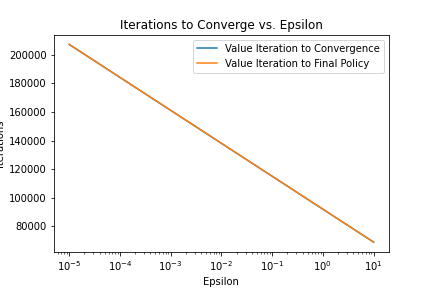 Iterations to Converge vs. Epsilon
Value Iteration to Convergence
Value Iteration to Final Policy
200000
180000
160000
140000
120000
100000
80000
Iterations
10⁻⁵ 10⁻⁴ 10⁻³ 10⁻² 10⁻¹ 10⁰ 10¹
Epsilon